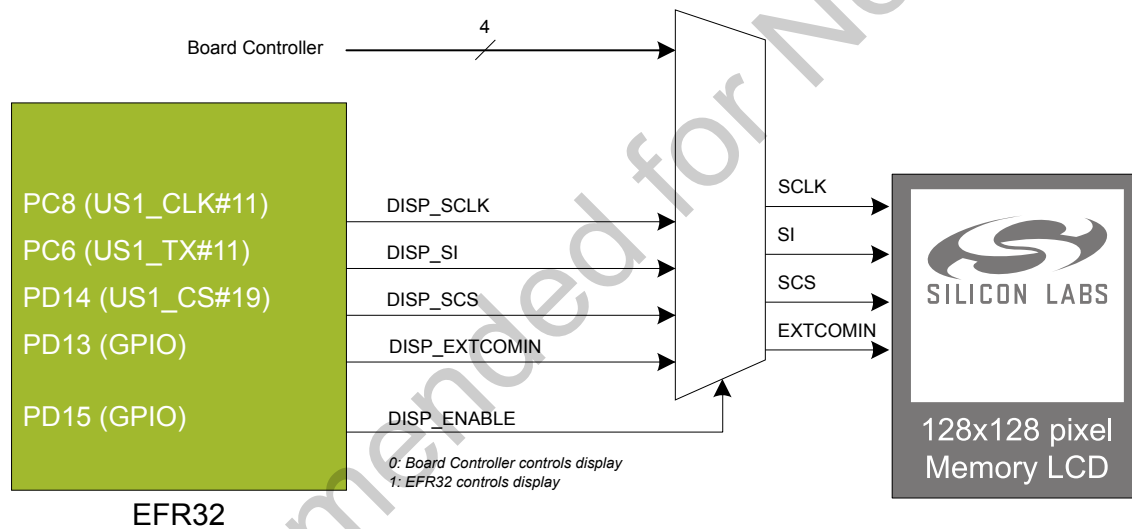 4
Board Controller
PC8 (US1_CLK#11)
PC6 (US1_TX#11)
PD14 (US1_CS#19)
PD13 (GPIO)
PD15 (GPIO)
EFR32
DISP_SCLK
DISP_SI
DISP_SCS
DISP_EXTCOMIN
DISP_ENABLE
0: Board Controller controls display
1: EFR32 controls display
SCLK
SI
SCS
EXTCOMIN
SILICON LABS
128x128 pixel
Memory LCD
mended for N